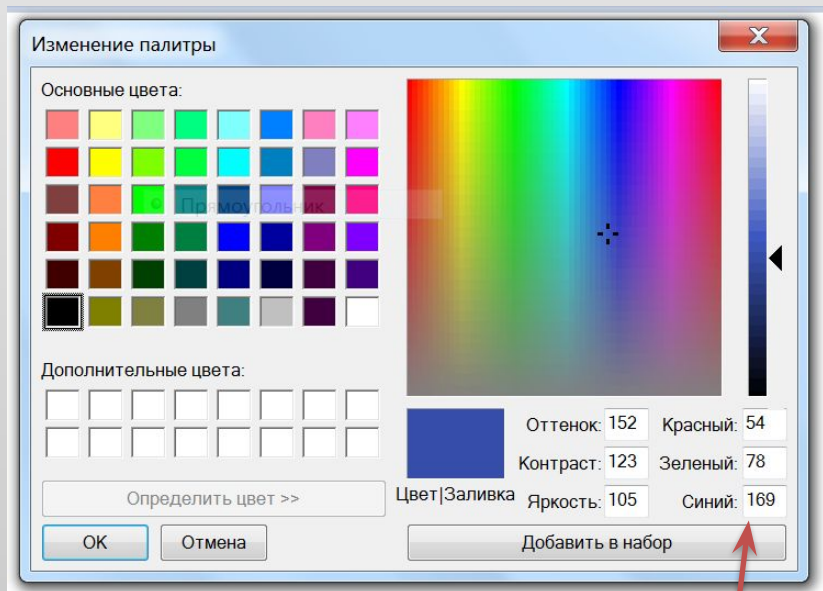 Изменение палитры
X
Основные цвета:
© Прямоугольник
Дополнительные цвета:
Определить цвет >>
ОК Отмена
Цвет|Заливка
Оттенок: 152 Красный: 54
Контраст: 123 Зеленый: 78
Яркость: 105 Синий: 169
Добавить в набор